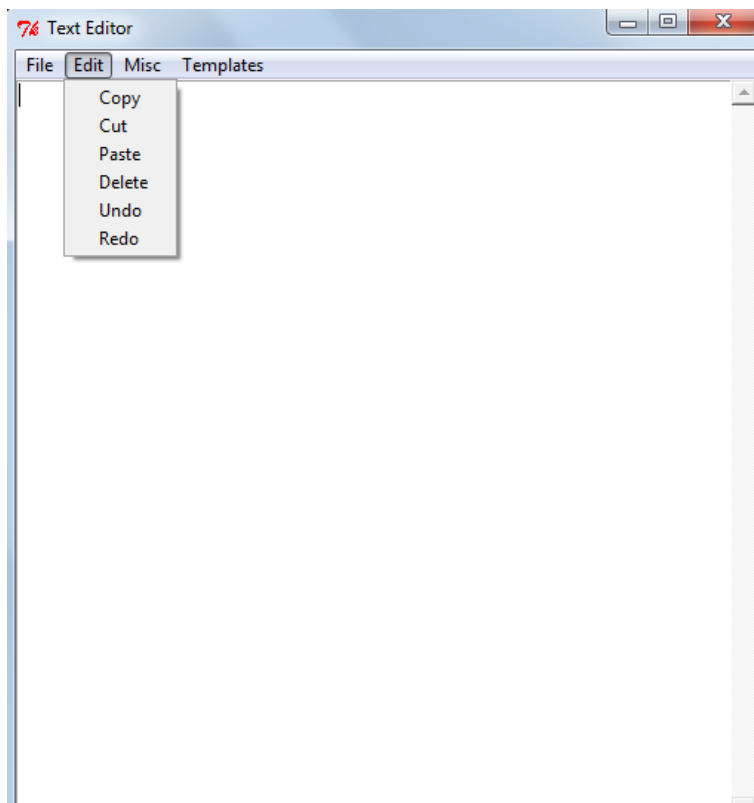 Text Editor
File Edit Misc Templates
Copy
Cut
Paste
Delete
Undo
Redo